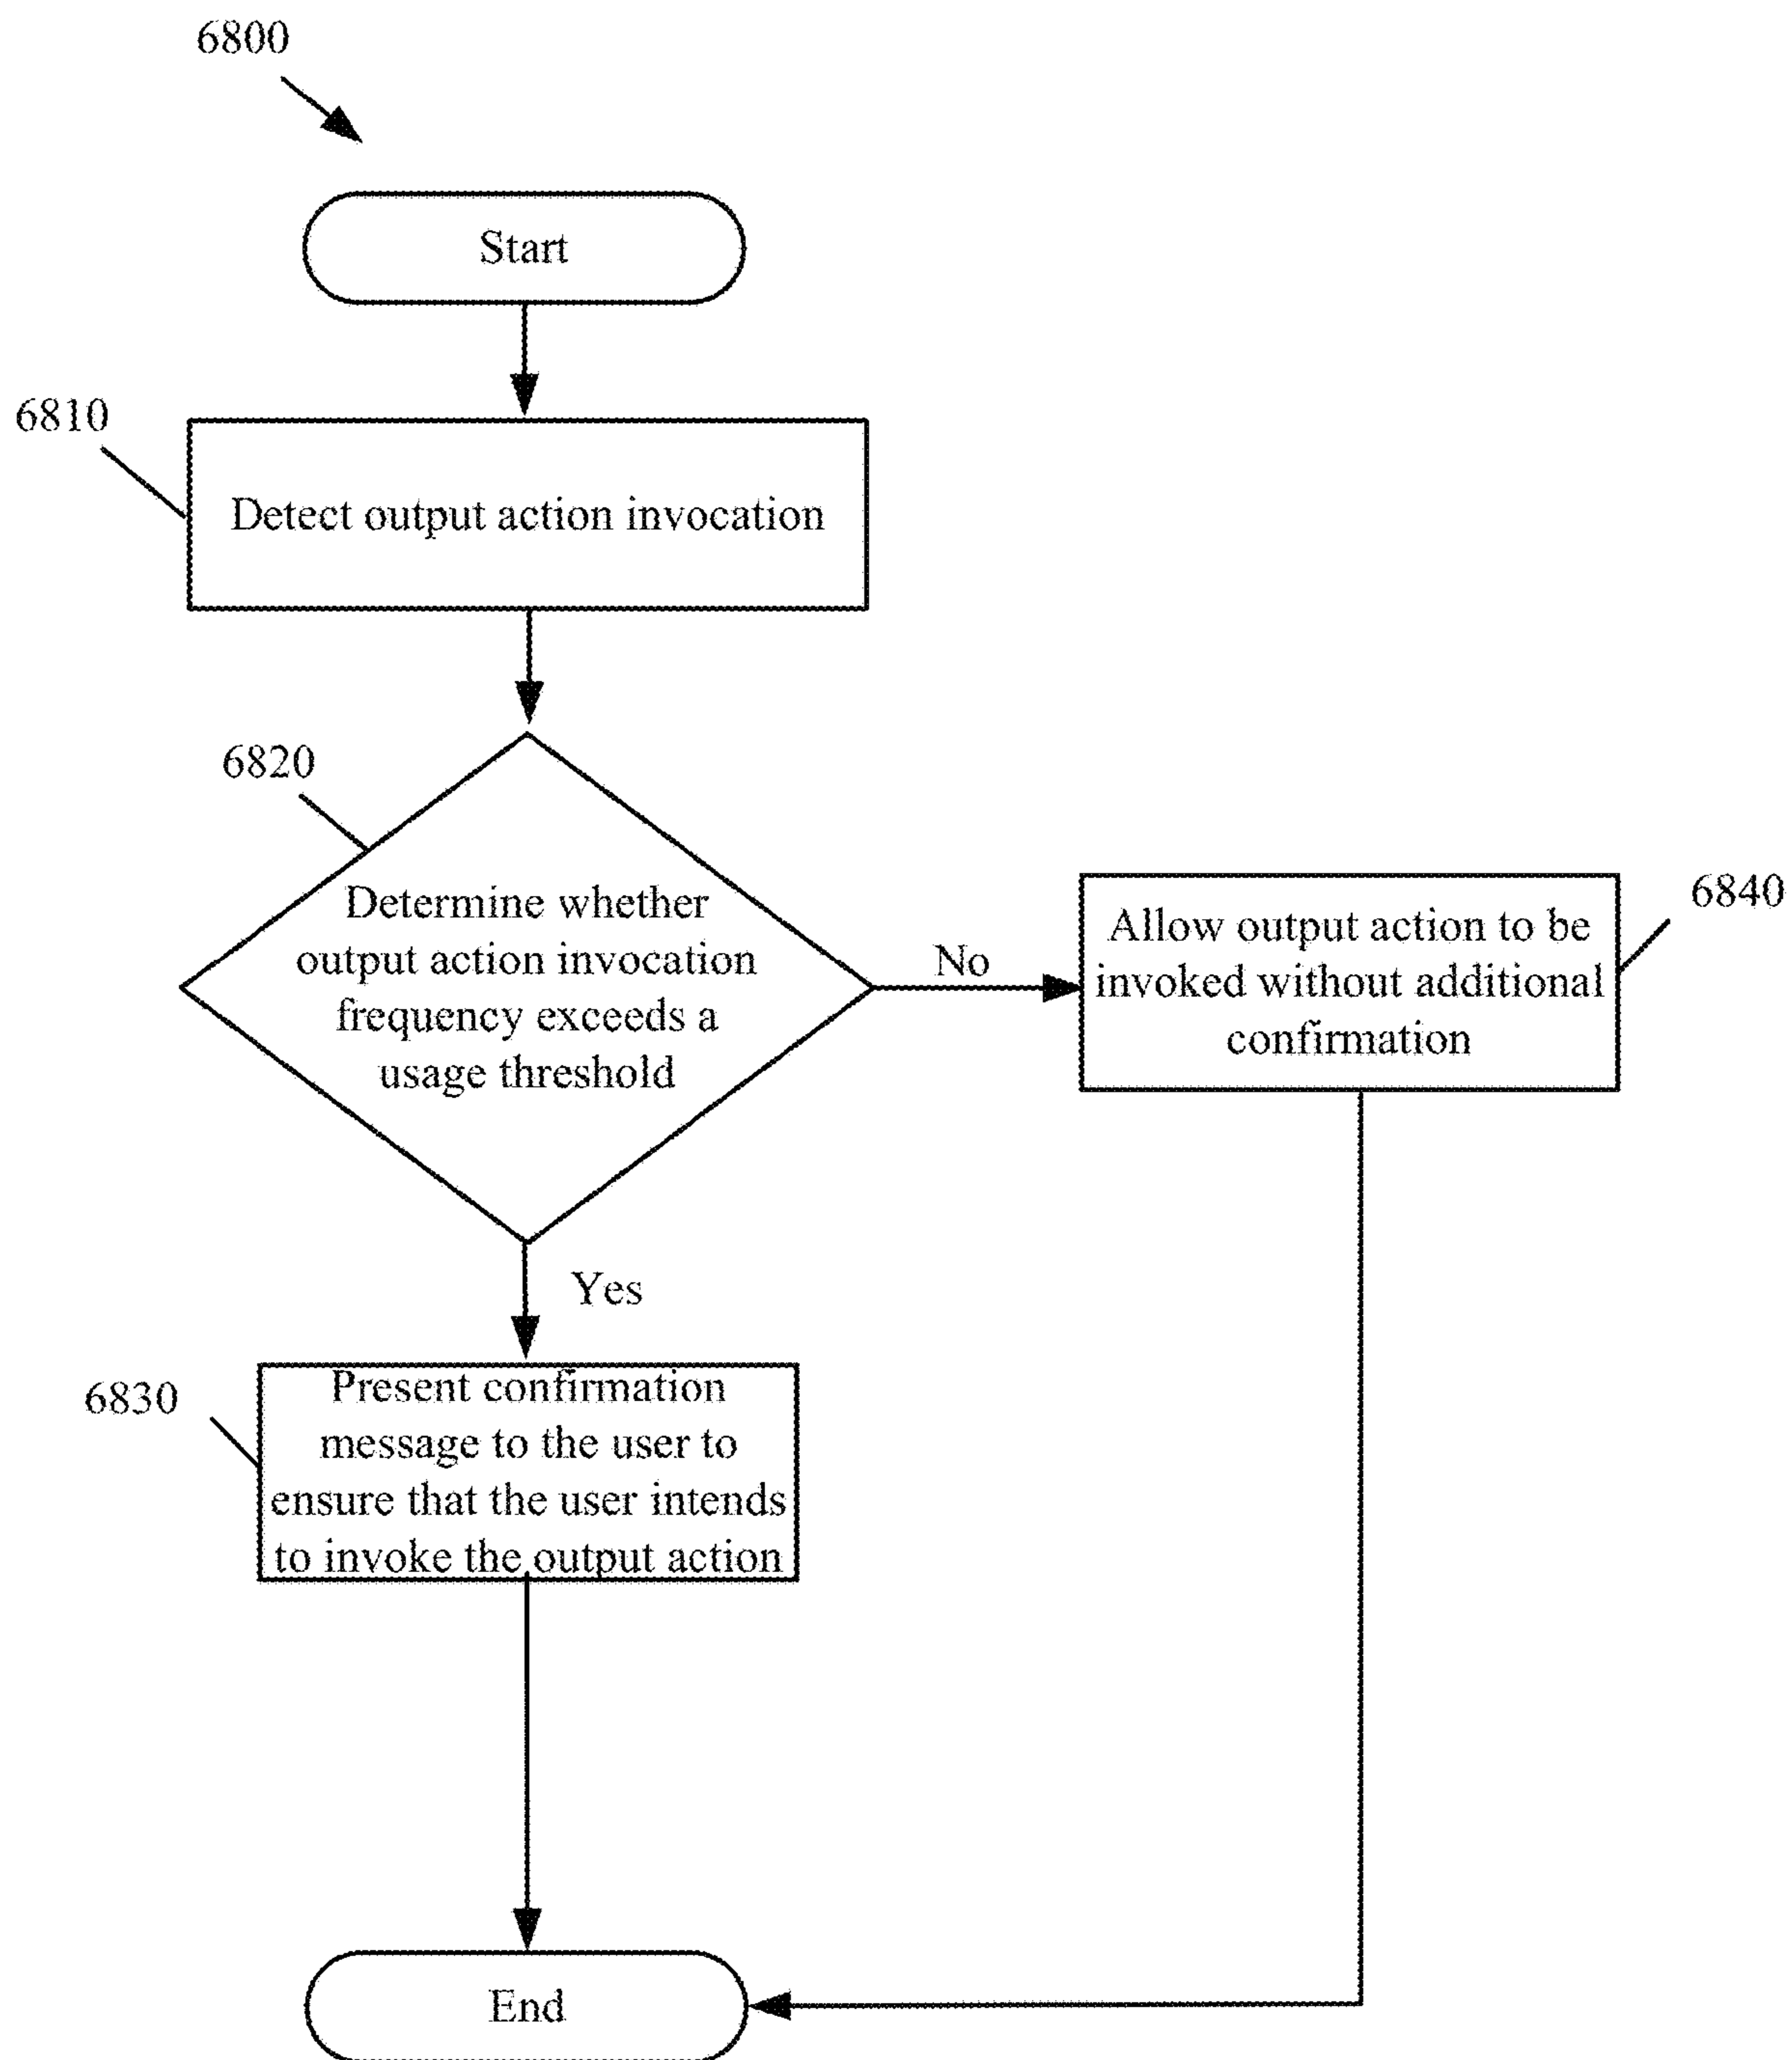 6800
Start
6810
Detect output action invocation
6820
Determine whether
output action invocation
frequency exceeds a
usage threshold
No
6840
Allow output action to be
invoked without additional
confirmation
Yes
6830
Present confirmation
message to the user to
ensure that the user intends
to invoke the output action
End